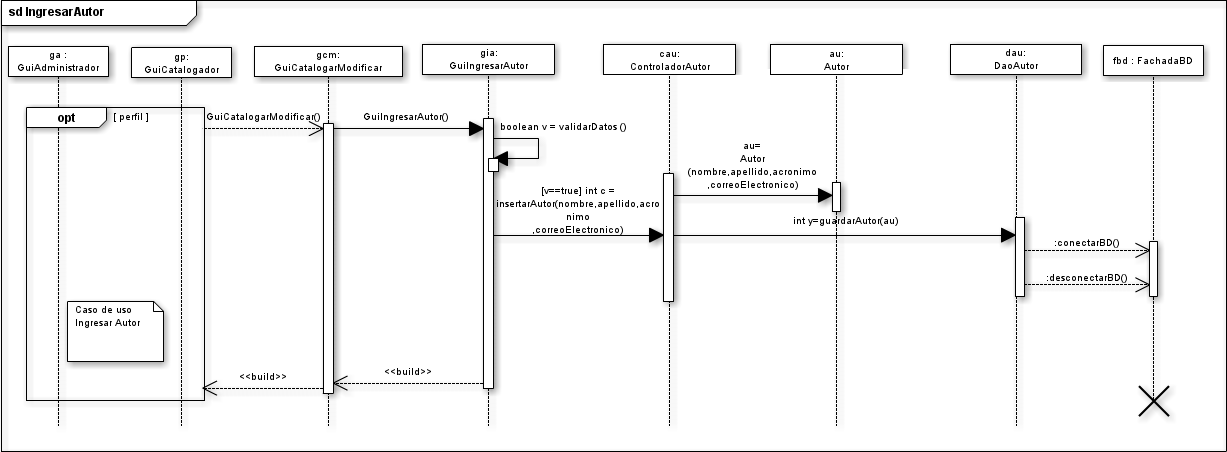 sd IngresarAutor
ga :
GuiAdministrador
gp:
GuiCatalogador
gcm:
GuiCatalogarModificar
gia:
GuiIngresarAutor
cau:
ControladorAutor
au:
Autor
dau:
DaoAutor
fbd : FachadaBD
opt
[ perfil ]
GuiCatalogarModificar()
GuiIngresarAutor()
boolean v = validarDatos ()
au=
Autor
(nombre,apellido,acronimo
,correoElectronico)
[v==true] int c =
insertarAutor(nombre,apellido,acro
nimo
,correoElectronico)
int y=guardarAutor(au)
:conectarBD()
:desconectarBD()
Caso de uso
Ingresar Autor
<<build>>
<<build>>